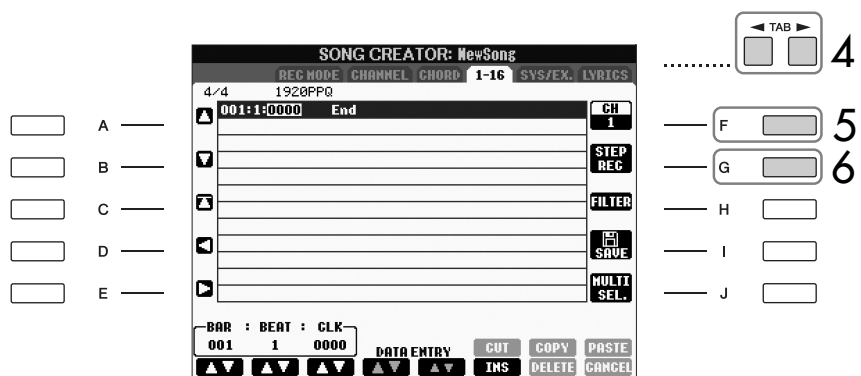 ◄ TAB ►
4
SONG CREATOR: NewSong
REC MODE CHANNEL CHORD 1-16 SYS/EX. LYRICS
4/4 1920PPQ
001:1:0000 End
CH
1
A
F
5
STEP
REC
B
G
6
C
FILTER
H
D
SAVE
I
E
MULTI
SEL.
J
BAR : BEAT : CLK
001 1 0000
DATA ENTRY
CUT COPY PASTE
INS DELETE CANCEL